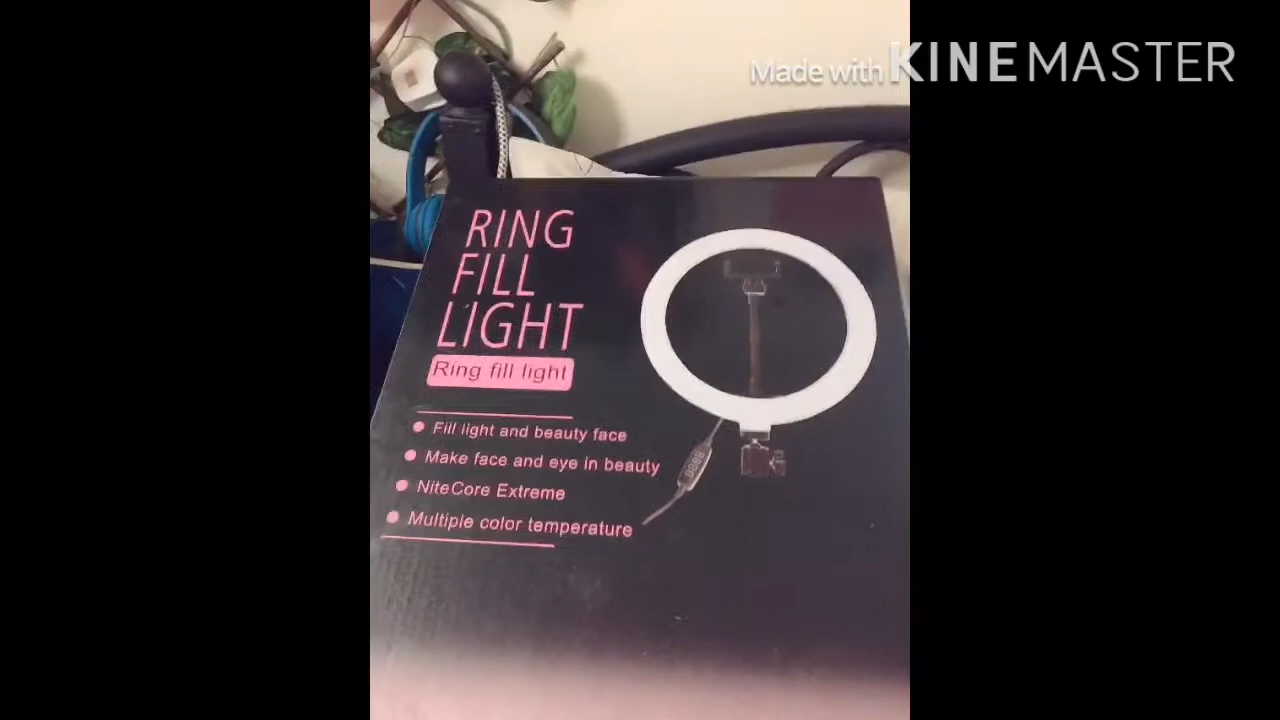 Made with KINEMASTER
RING
FILL
LIGHT
Ring fill light
Fill light and beauty face
Make face and eye in beauty
NiteCore Extreme
Multiple color temperature